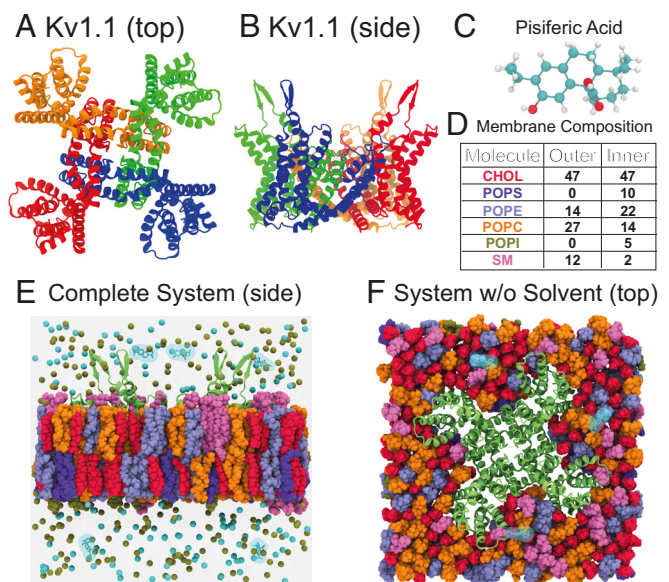 A Kv1.1 (top)
B Kv1.1 (side)
C Pisiferic Acid
D Membrane Composition
Molecule Outer Inner
CHOL 47 47
POPS 0 10
POPE 14 22
POPC 27 14
POPI 0 5
SM 12 2
E Complete System (side)
F System w/o Solvent (top)